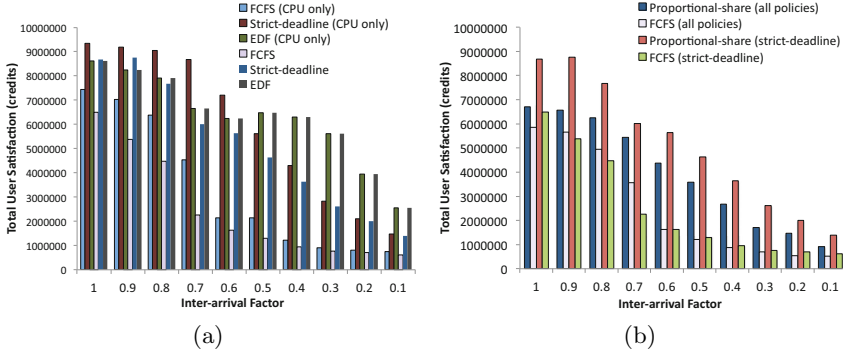 FCFS (CPU only)
Strict-deadline (CPU only)
EDF (CPU only)
FCFS
Strict-deadline
EDF
Total User Satisfaction (credits)
10000000
9000000
8000000
7000000
6000000
5000000
4000000
3000000
2000000
1000000
0
1 0.9 0.8 0.7 0.6 0.5 0.4 0.3 0.2 0.1
Inter-arrival Factor
(a)
Proportional-share (all policies)
FCFS (all policies)
Proportional-share (strict-deadline)
FCFS (strict-deadline)
Total User Satisfaction (credits)
10000000
9000000
8000000
7000000
6000000
5000000
4000000
3000000
2000000
1000000
0
1 0.9 0.8 0.7 0.6 0.5 0.4 0.3 0.2 0.1
Inter-arrival Factor
(b)